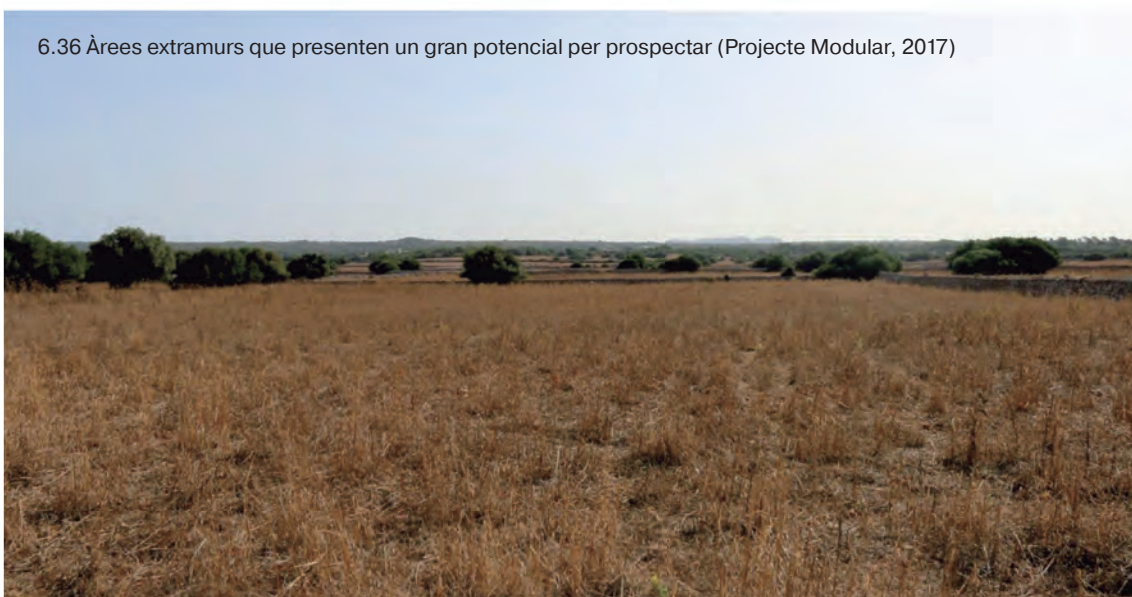 6.36 Àrees extramurs que presenten un gran potencial per prospectar (Projecte Modular, 2017)